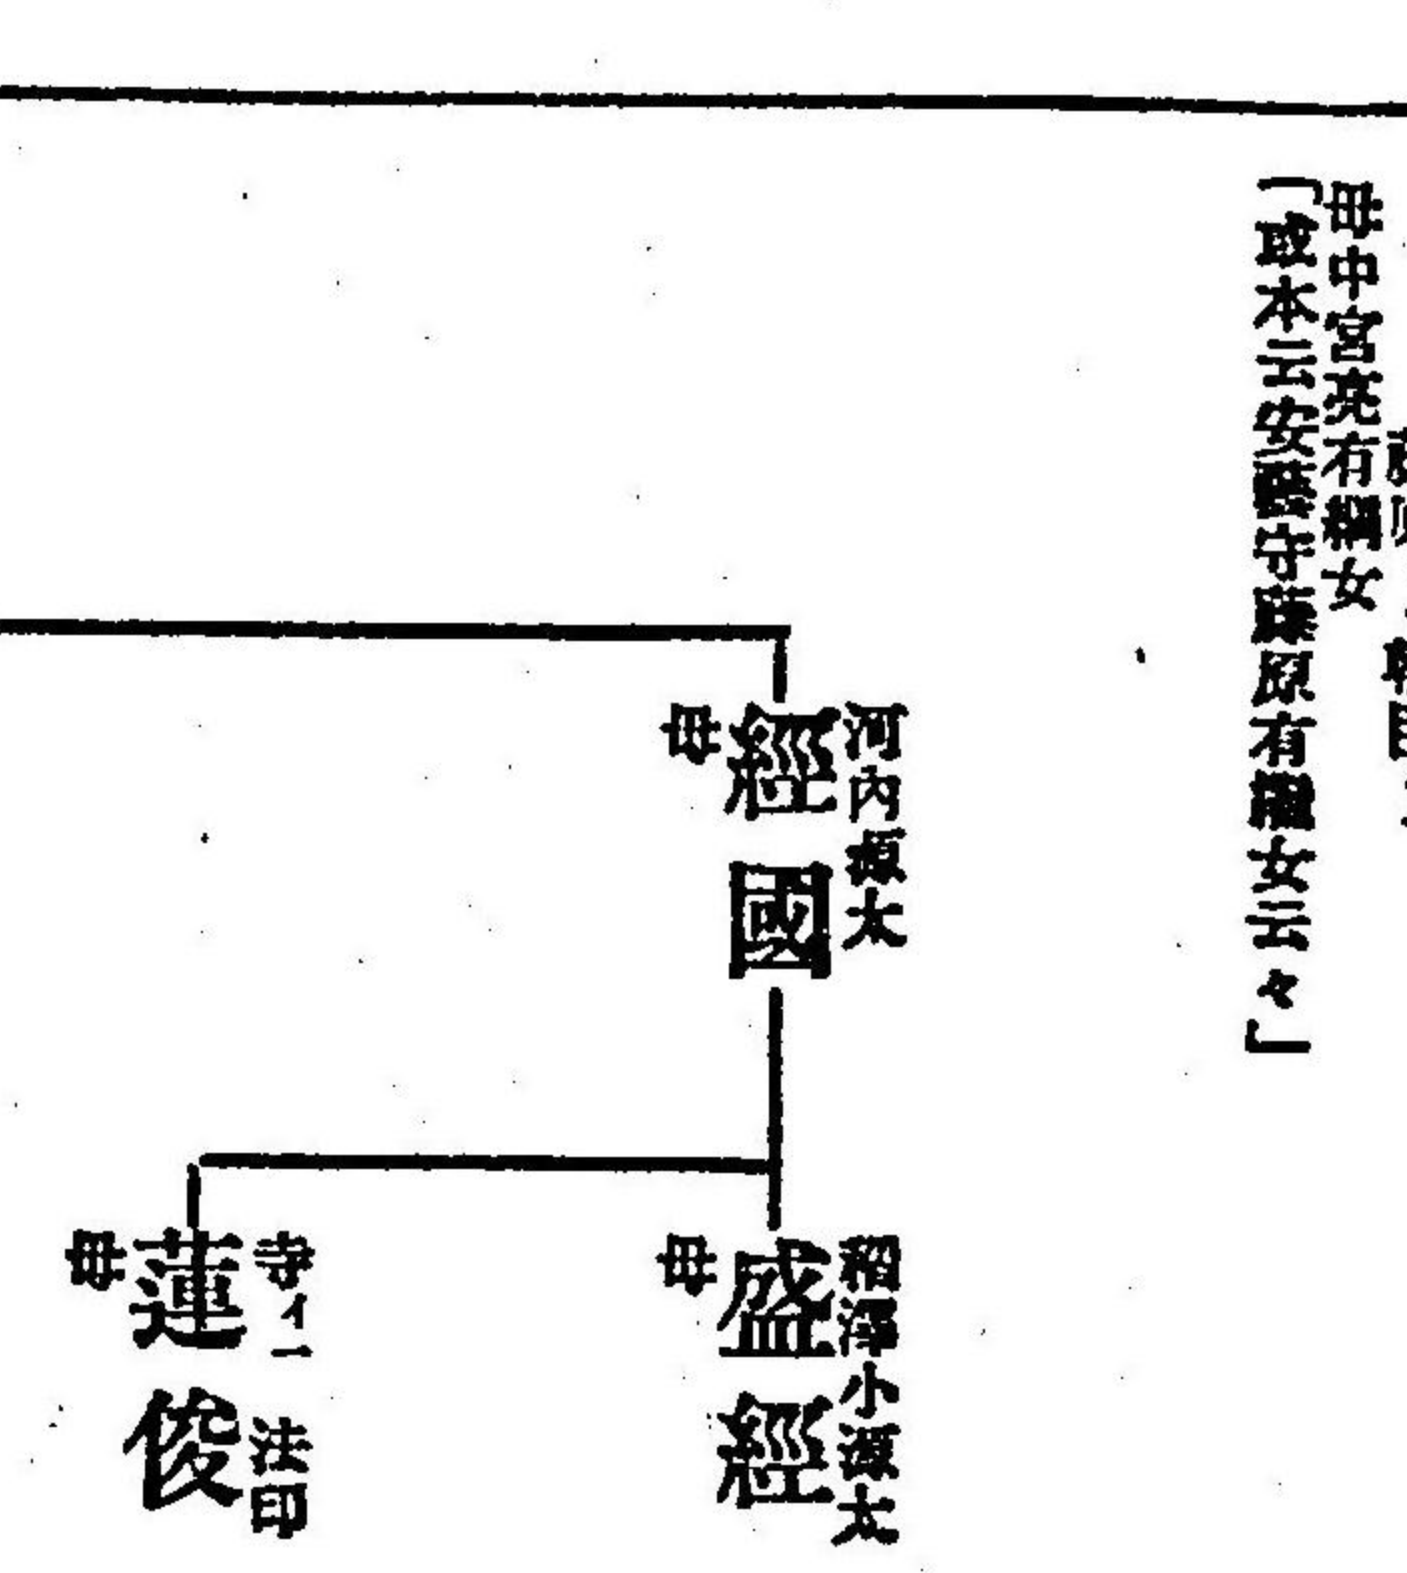 母中宮亮有綱女
「或本云安藝守藤原有綱女云々」
河內源太
經國
母
稻澤小源太
盛經
母
寺イ一 法印
蓮俊
母